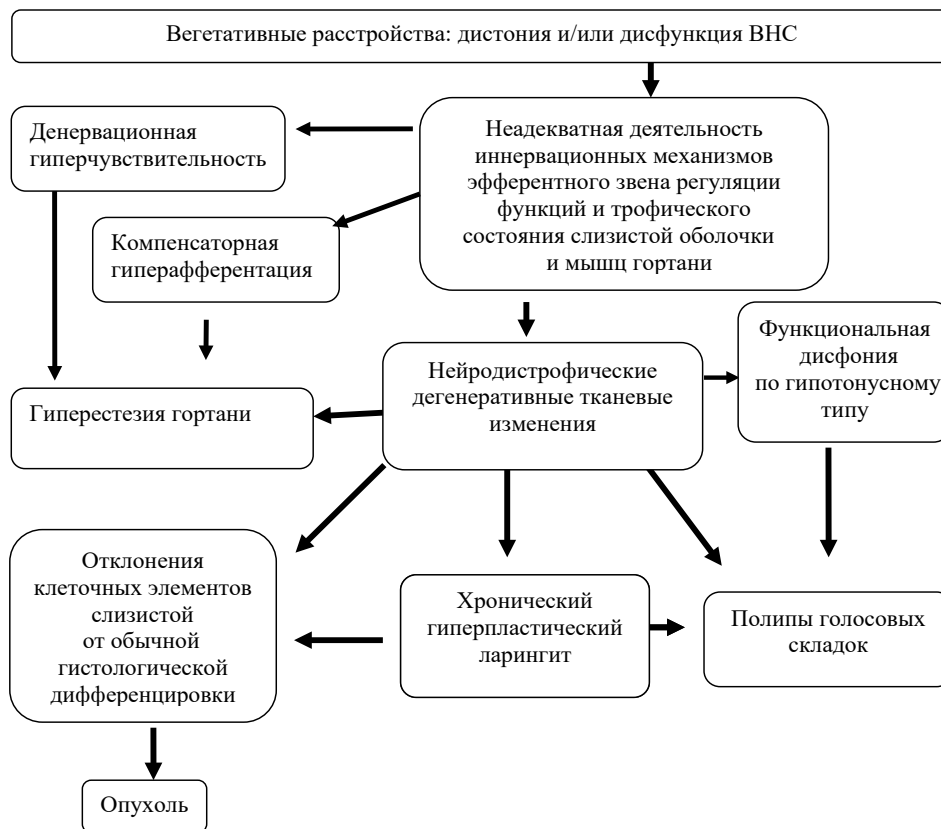 Вегетативные расстройства: дистония и/или дисфункция ВНС
Денервационная
гиперчувствительность
Неадекватная деятельность
иннервационных механизмов
эфферентного звена регуляции
функций и трофического
состояния слизистой оболочки
и мышц гортани
Компенсаторная
гиперафферентация
Функциональная
дисфония
по гипотонусному
типу
Нейродистрофические
дегенеративные тканевые
изменения
Гиперестезия гортани
Отклонения
клеточных элементов
слизистой
от обычной
гистологической
дифференцировки
Хронический
гиперпластический
ларингит
Полипы голосовых
складок
Опухоль